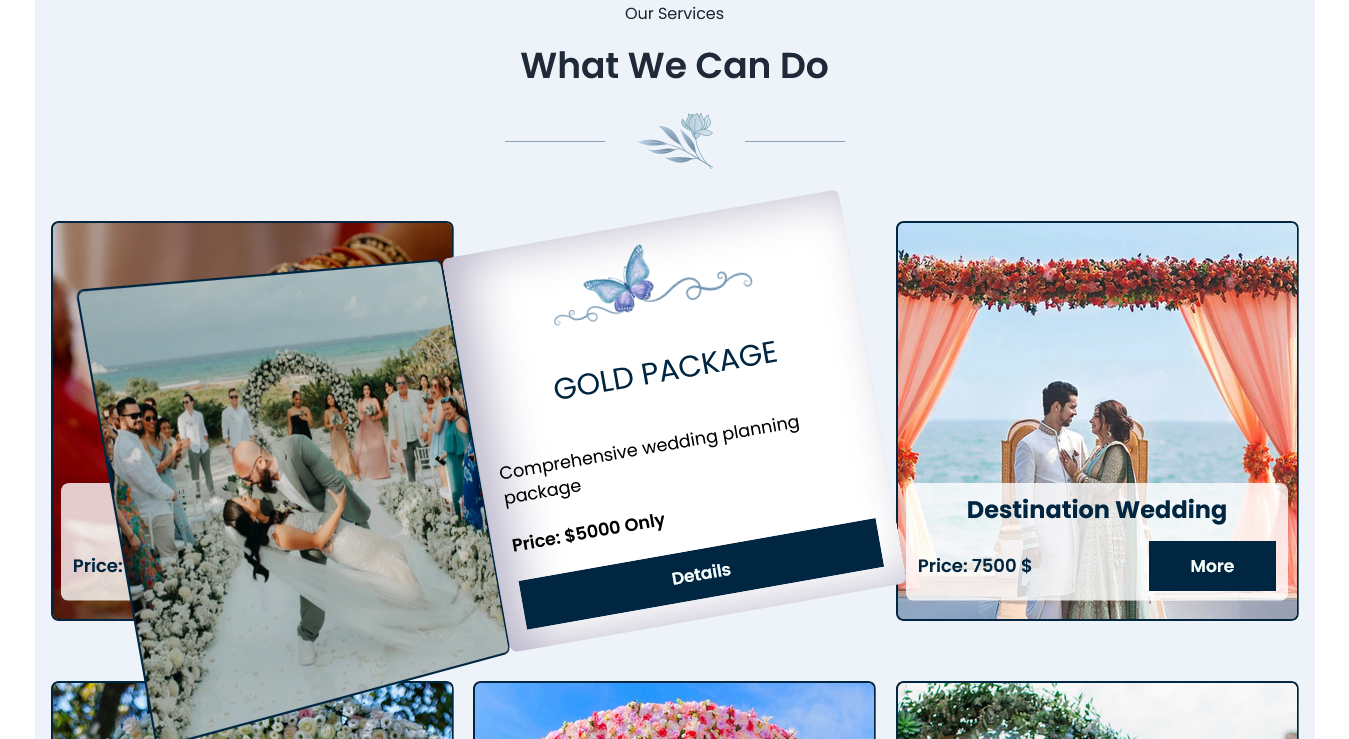 Our Services
What We Can Do
GOLD PACKAGE
Comprehensive wedding planning
package
Price: $5000 Only
Details
Price:
Destination Wedding
Price: 7500 $
More